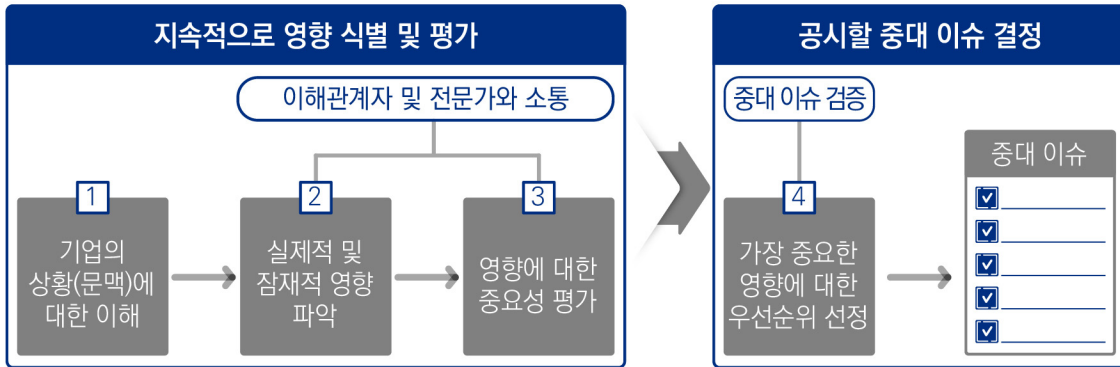 지속적으로 영향 식별 및 평가
이해관계자 및 전문가와 소통
1
기업의
상황(문맥)에
대한 이해
2
실제적 및
잠재적 영향
파악
3
영향에 대한
중요성 평가
공시할 중대 이슈 결정
중대 이슈 검증
4
가장 중요한
영향에 대한
우선순위 선정
중대 이슈